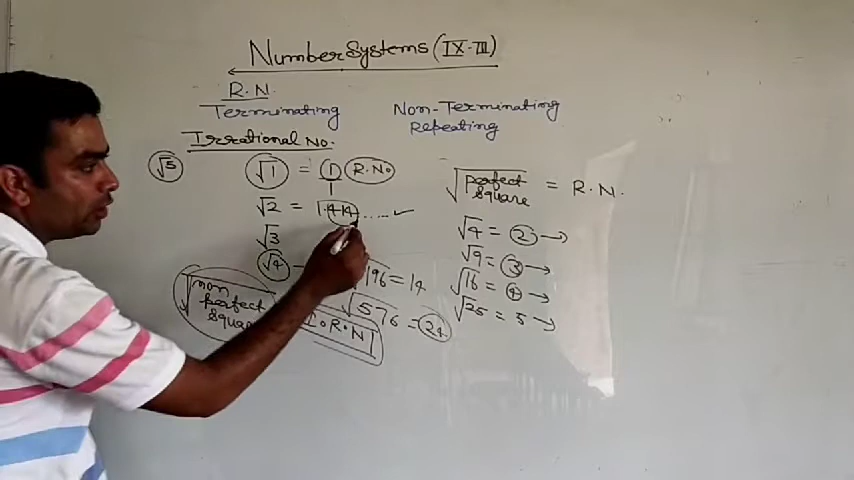 Number Systems (IX-III)
R.N.
Terminating
Non-Terminating
Repeating
Irrational No.
√5
√1 = 1 R.No
√2 = 1.414.....✓
√3
√4
√non perfect square
I.R.N
196 = 14
√576 = 24
√Perfect Square = R.N.
√4 = 2 →
√9 = 3 →
√16 = 4 →
√25 = 5 →